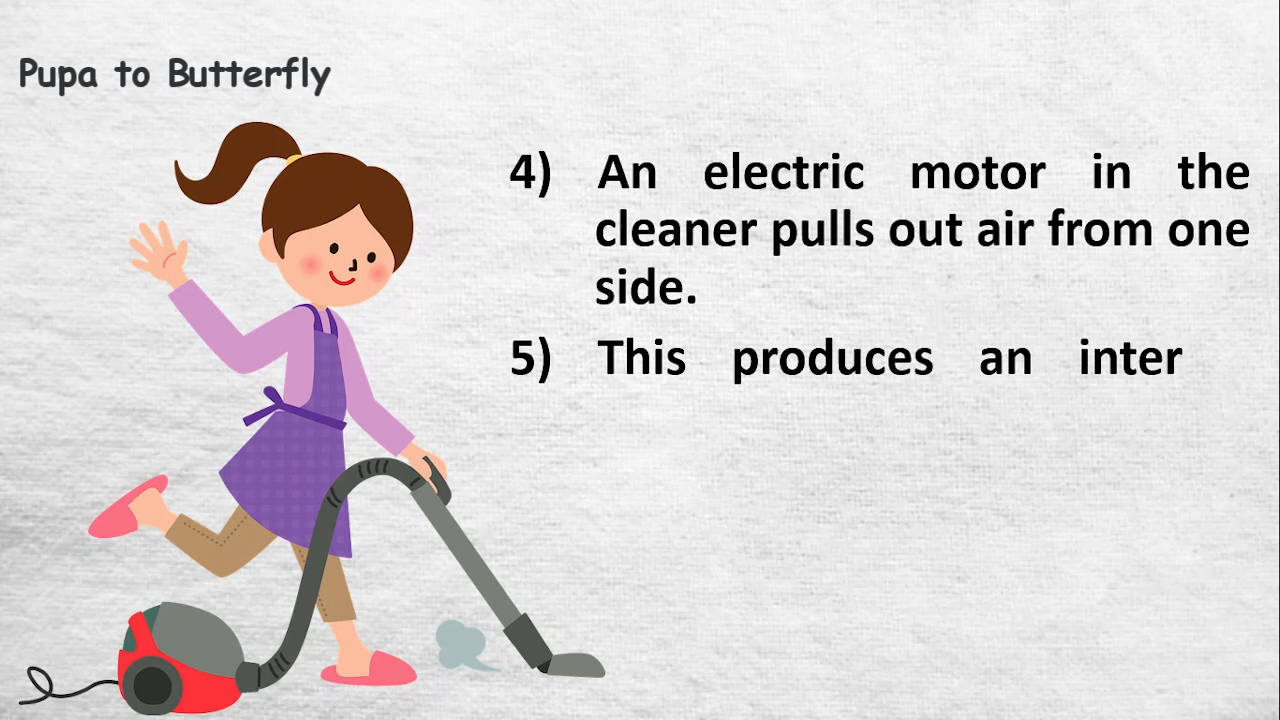 Pupa to Butterfly
4) An electric motor in the
cleaner pulls out air from one
side.
5) This produces an inter